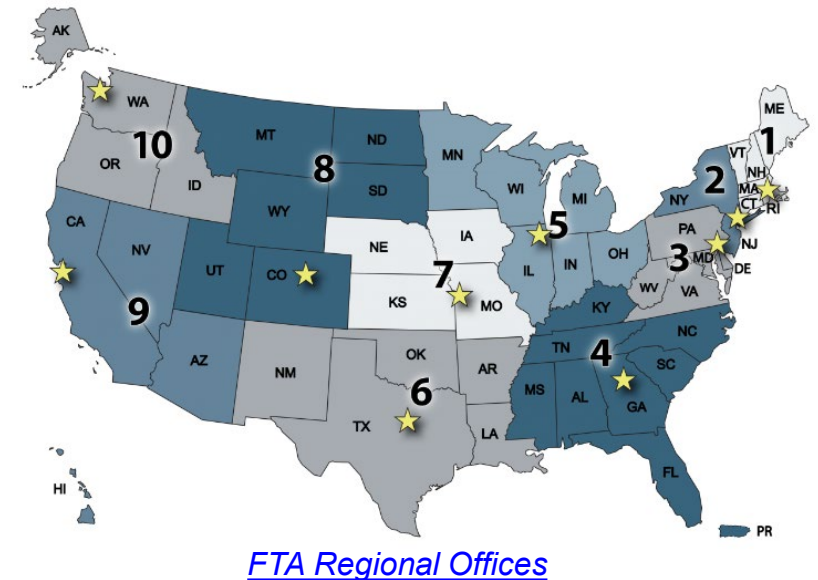 AK
WA
10
OR
ID
MT
8
ND
SD
WY
UT
CO
CA
NV
9
AZ
NM
NE
KS
7
IA
MO
MN
WI
MI
5
IL
IN
OH
6
OK
TX
AR
LA
4
KY
TN
NC
SC
MS
AL
GA
FL
3
PA
MD
DE
WV
VA
2
NY
NJ
1
ME
VT
NH
MA
CT
RI
HI
PR
FTA Regional Offices